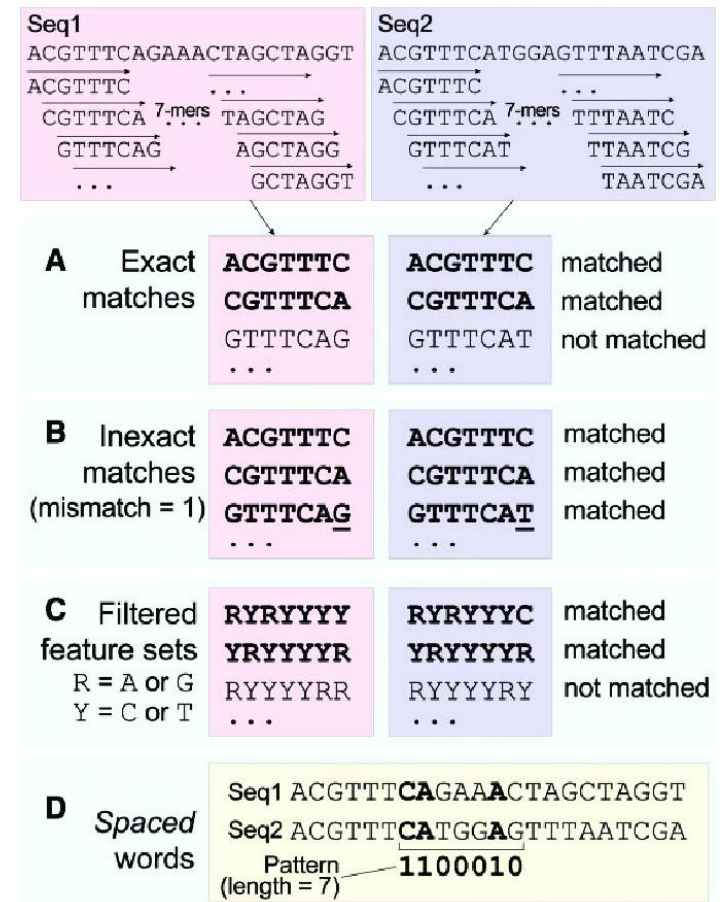 Seq1
ACGTTTCAGAAACTAGCTAGGT
ACGTTTC ...
CGTTTCA 7-mers ... TAGCTAG
GTTTCAG AGCTAGG
... GCTAGGT
Seq2
ACGTTTCATGGAGTTTAATCGA
ACGTTTC ...
CGTTTCA 7-mers ... TTTAATC
GTTTCAT TTAATCG
... TAATCGA
A Exact matches
ACGTTTC ACGTTTC matched
CGTTTCA CGTTTCA matched
GTTTCAG GTTTCAT not matched
... ...
B Inexact matches
(mismatch = 1)
ACGTTTC ACGTTTC matched
CGTTTCA CGTTTCA matched
GTTTCAG GTTTCAT matched
... ...
C Filtered feature sets
R = A or G
Y = C or T
RYRYYYY RYRYYYC matched
YRYYYYR YRYYYYR matched
RYYYYRR RYYYYRY not matched
... ...
D Spaced words
Seq1 ACGTTTCAGAAACTAGCTAGGT
Seq2 ACGTTTCATGGAGTTTAATCGA
Pattern 1100010
(length = 7)